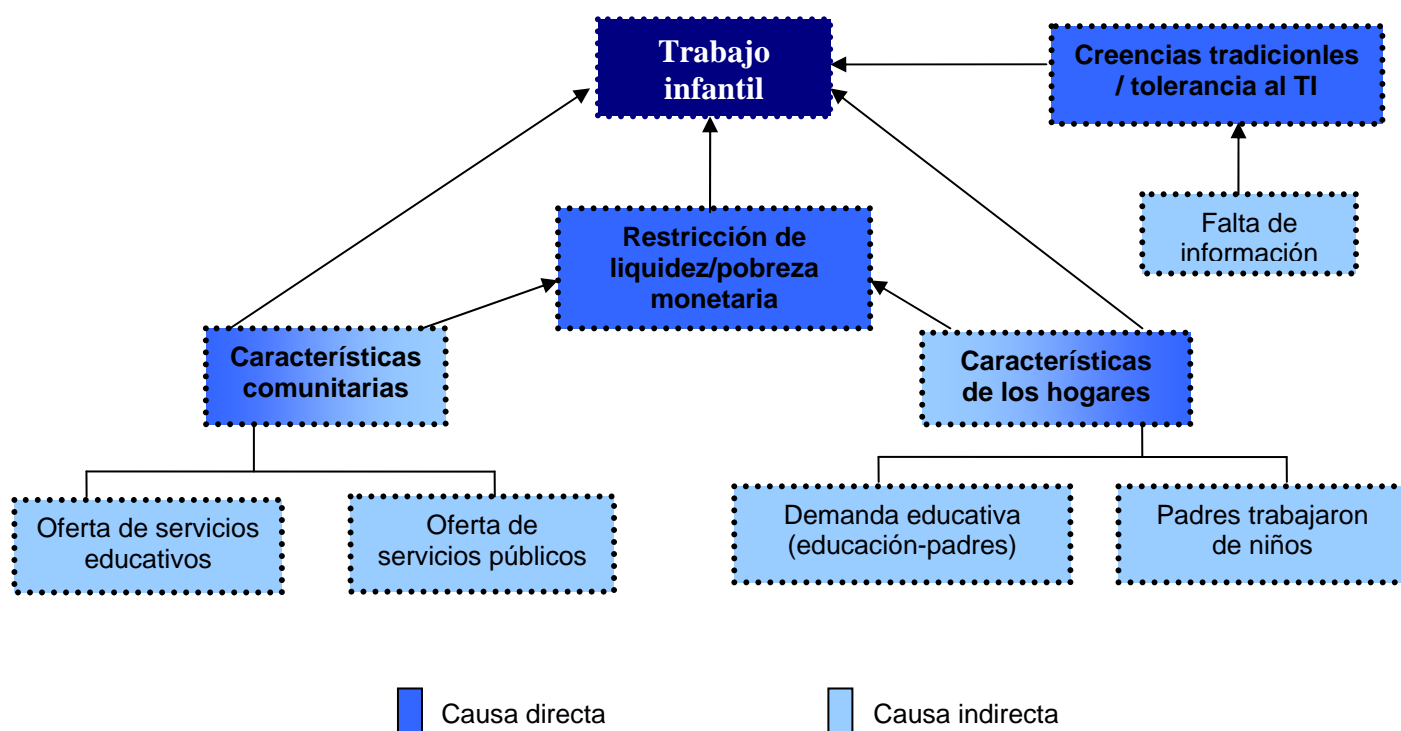 Trabajo
infantil
Creencias tradicionles
/ tolerancia al TI
Falta de
información
Restricción de
liquidez/pobreza
monetaria
Característísticas
comunitarias
Característísticas
de los hogares
Oferta de servicios
educativos
Oferta de
servicios públicos
Demanda educativa
(educación-padres)
Padres trabajaron
de niños
Causa directa
Causa indirecta